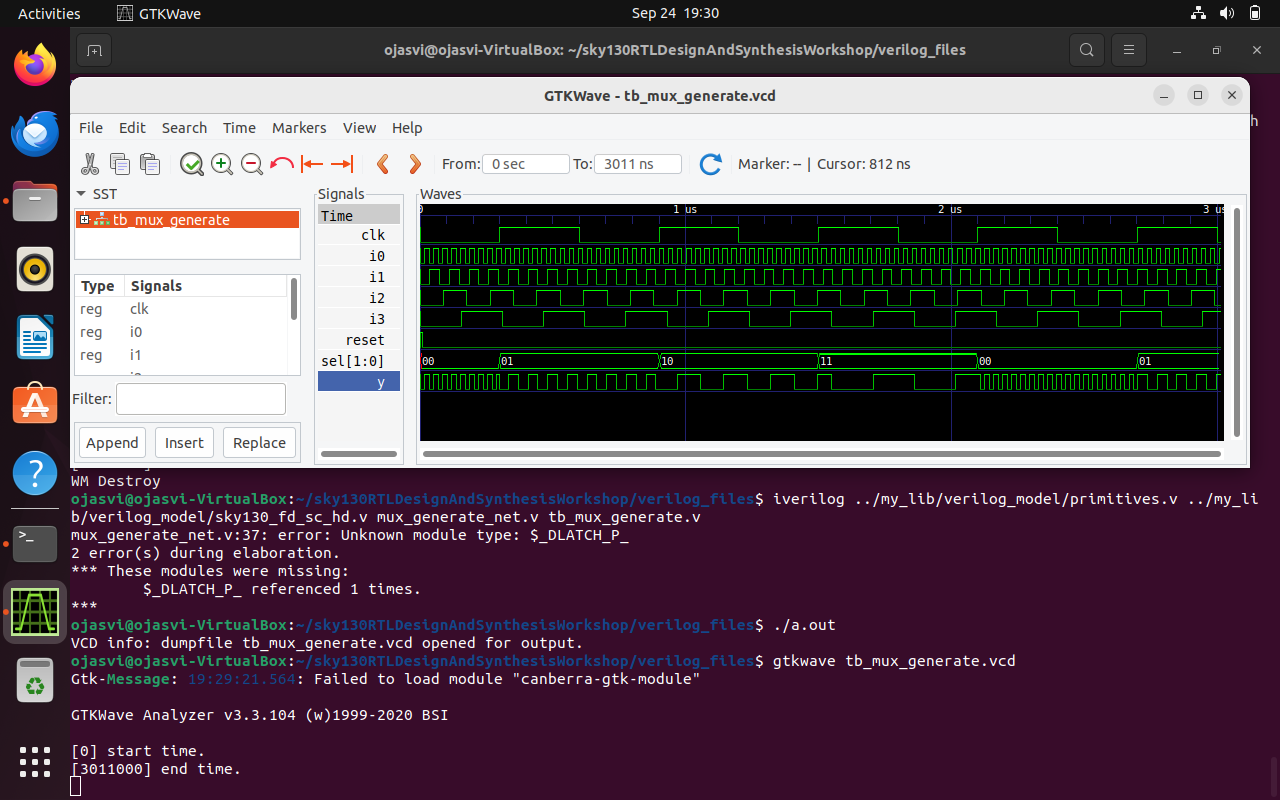 Activities GTKWave Sep 24 19:30
ojasvi@ojasvi-VirtualBox: ~/sky130RTLDesignAndSynthesisWorkshop/verilog_files
h
GTKWave - tb_mux_generate.vcd
File Edit Search Time Markers View Help
From: 0 sec To: 3011 ns Marker: -- | Cursor: 812 ns
SST
tb_mux_generate
Type Signals
reg clk
reg i0
reg i1
Filter:
Append Insert Replace
Signals
Time
clk
i0
i1
i2
i3
reset
sel[1:0]
y
Waves
0 1 us 2 us 3 us
00 01 10 11 00 01
WM Destroy
ojasvi@ojasvi-VirtualBox:~/sky130RTLDesignAndSynthesisWorkshop/verilog_files$ iverilog ../my_lib/verilog_model/primitives.v ../my_li
b/verilog_model/sky130_fd_sc_hd.v mux_generate_net.v tb_mux_generate.v
mux_generate_net.v:37: error: Unknown module type: $_DLATCH_P_
2 error(s) during elaboration.
*** These modules were missing:
        $_DLATCH_P_ referenced 1 times.
***
ojasvi@ojasvi-VirtualBox:~/sky130RTLDesignAndSynthesisWorkshop/verilog_files$ ./a.out
VCD info: dumpfile tb_mux_generate.vcd opened for output.
ojasvi@ojasvi-VirtualBox:~/sky130RTLDesignAndSynthesisWorkshop/verilog_files$ gtkwave tb_mux_generate.vcd
Gtk-Message: 19:29:21.564: Failed to load module "canberra-gtk-module"
GTKWave Analyzer v3.3.104 (w)1999-2020 BSI
[0] start time.
[3011000] end time.